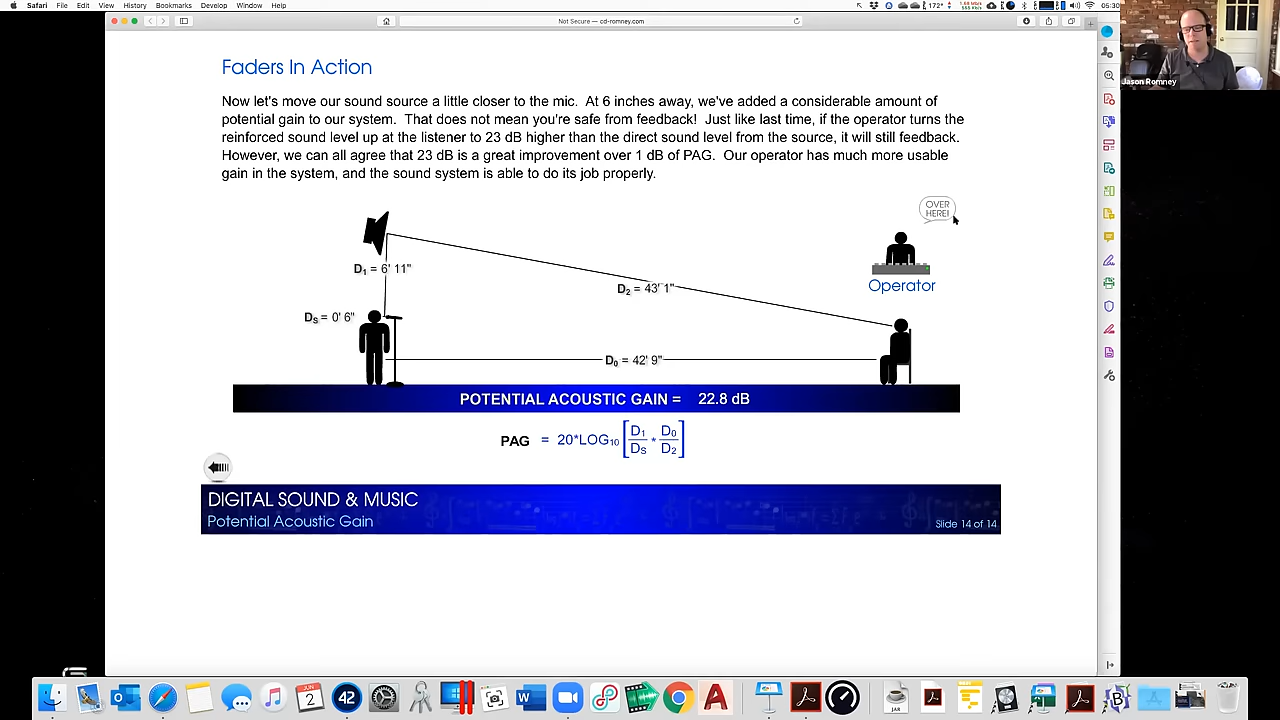 Safari File Edit View History Bookmarks Develop Window Help
172°
05:30
Not Secure — cd-romney.com
Jason Romney
Faders In Action
Now let's move our sound source a little closer to the mic. At 6 inches away, we've added a considerable amount of
potential gain to our system. That does not mean you're safe from feedback! Just like last time, if the operator turns the
reinforced sound level up at the listener to 23 dB higher than the direct sound level from the source, it will still feedback.
However, we can all agree that 23 dB is a great improvement over 1 dB of PAG. Our operator has much more usable
gain in the system, and the sound system is able to do its job properly.
OVER
HERE!
D1 = 6' 11"
Operator
D2 = 43' 1"
DS = 0' 6"
D0 = 42' 9"
POTENTIAL ACOUSTIC GAIN = 22.8 dB
PAG = 20*LOG10 [D1/DS * D0/D2]
DIGITAL SOUND & MUSIC
Potential Acoustic Gain
Slide 14 of 14
JUN
2
42
JAR